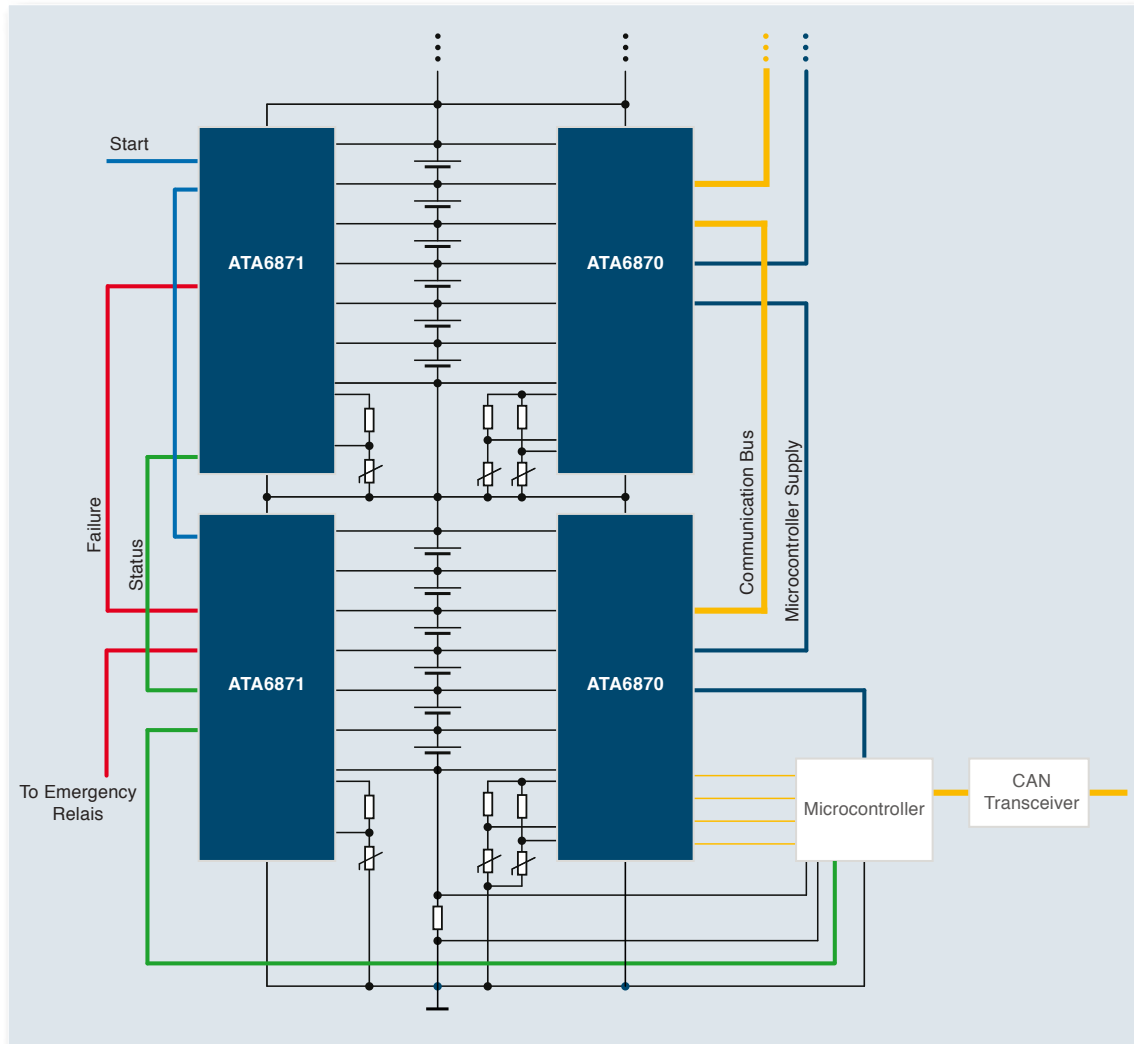 Start
ATA6871
ATA6870
Failure
Status
Communication Bus
Microcontroller Supply
ATA6871
ATA6870
To Emergency
Relais
Microcontroller
CAN
Transceiver